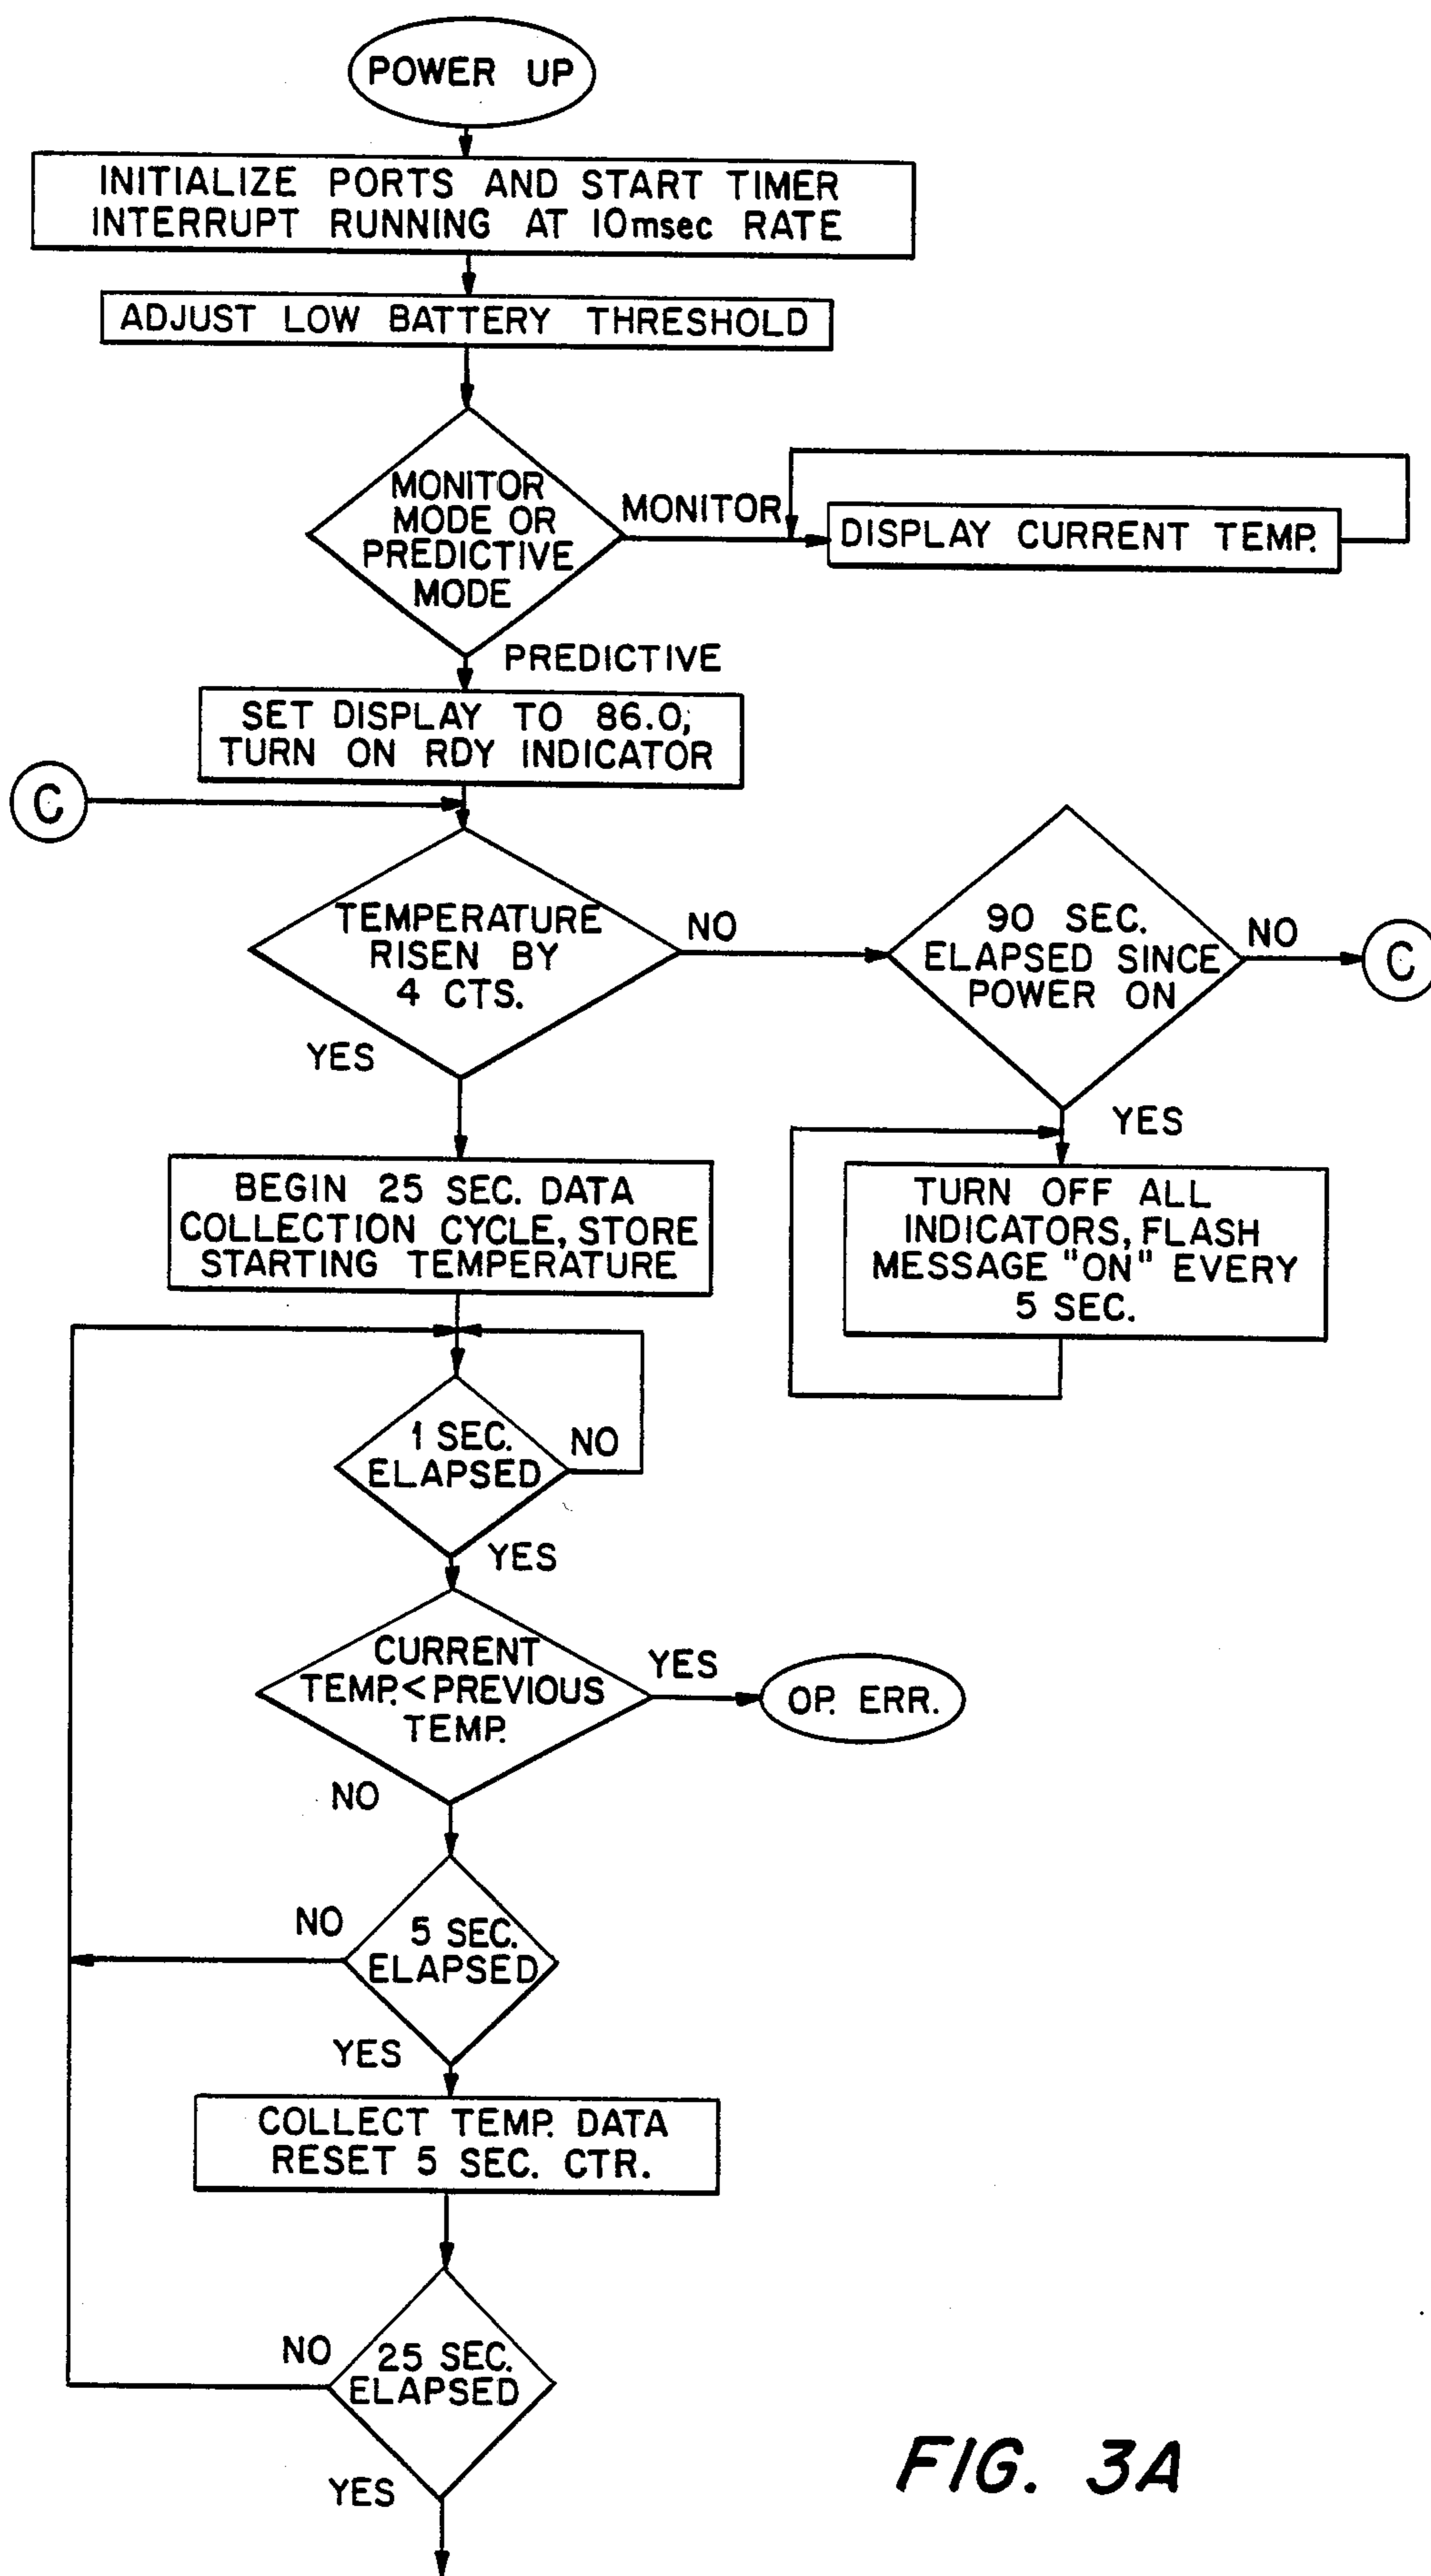 POWER UP
INITIALIZE PORTS AND START TIMER
INTERRUPT RUNNING AT 10msec RATE
ADJUST LOW BATTERY THRESHOLD
MONITOR
MODE OR
PREDICTIVE
MODE
MONITOR
DISPLAY CURRENT TEMP.
PREDICTIVE
SET DISPLAY TO 86.0,
TURN ON RDY INDICATOR
C
TEMPERATURE
RISEN BY
4 CTS.
NO
90 SEC.
ELAPSED SINCE
POWER ON
NO
C
YES
YES
BEGIN 25 SEC. DATA
COLLECTION CYCLE, STORE
STARTING TEMPERATURE
TURN OFF ALL
INDICATORS, FLASH
MESSAGE "ON" EVERY
5 SEC.
1 SEC.
ELAPSED
NO
YES
CURRENT
TEMP.<PREVIOUS
TEMP.
YES
OP. ERR.
NO
5 SEC.
ELAPSED
NO
YES
COLLECT TEMP. DATA
RESET 5 SEC. CTR.
25 SEC.
ELAPSED
NO
YES
FIG. 3A